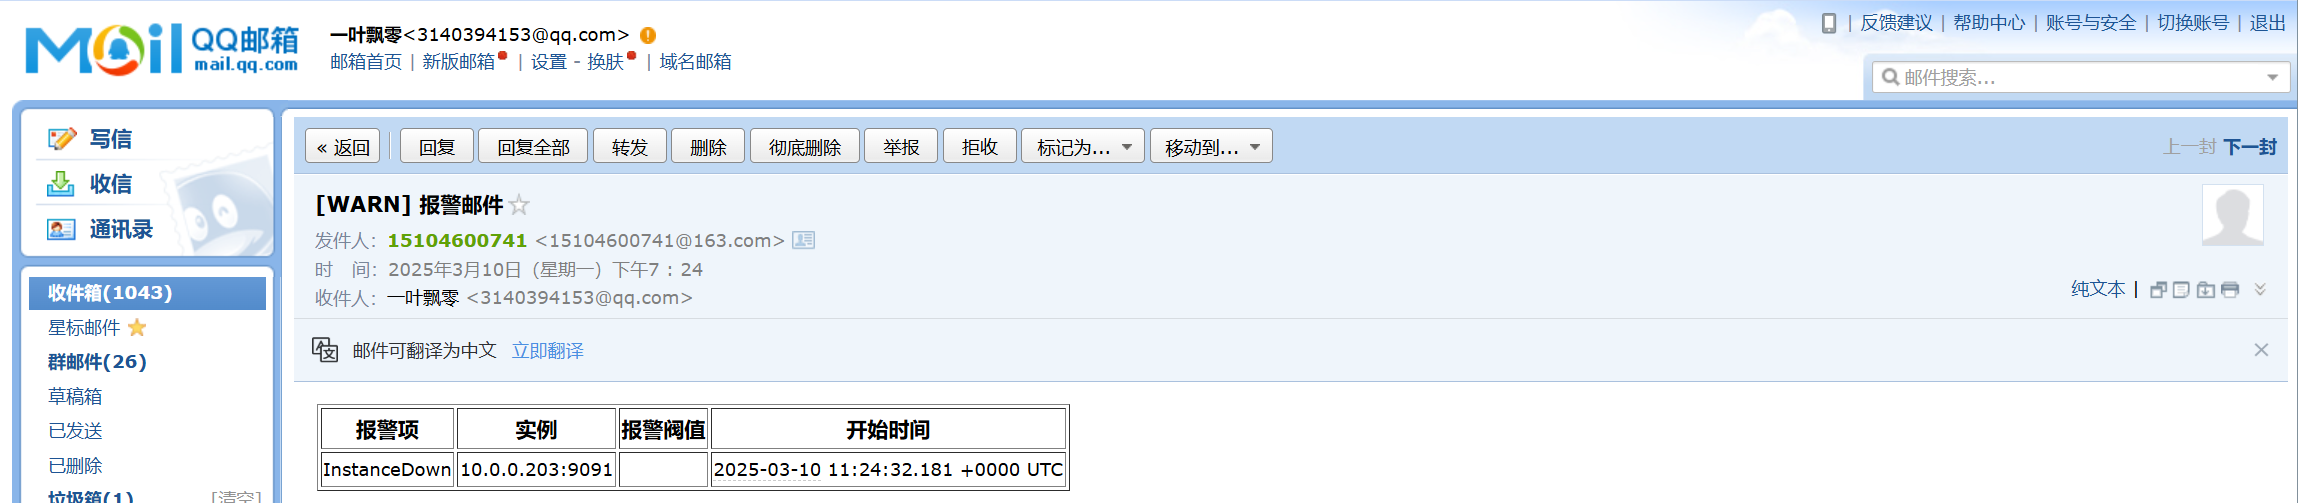 Mail QQ邮箱
mail.qq.com
一叶飘零<3140394153@qq.com>
邮箱首页 | 新版邮箱 | 设置 - 换肤 | 域名邮箱
反馈建议 | 帮助中心 | 账号与安全 | 切换账号 | 退出
邮件搜索...
写信
收信
通讯录
收件箱(1043)
星标邮件
群邮件(26)
草稿箱
已发送
已删除
垃圾箱(1) [清空]
« 返回 回复 回复全部 转发 删除 彻底删除 举报 拒收 标记为... 移动到... 上一封 下一封
[WARN] 报警邮件
发件人：15104600741 <15104600741@163.com>
时 间：2025年3月10日（星期一）下午7：24
收件人：一叶飘零 <3140394153@qq.com>
纯文本 |
邮件可翻译为中文 立即翻译
报警项 实例 报警阀值 开始时间
InstanceDown 10.0.0.203:9091 2025-03-10 11:24:32.181 +0000 UTC